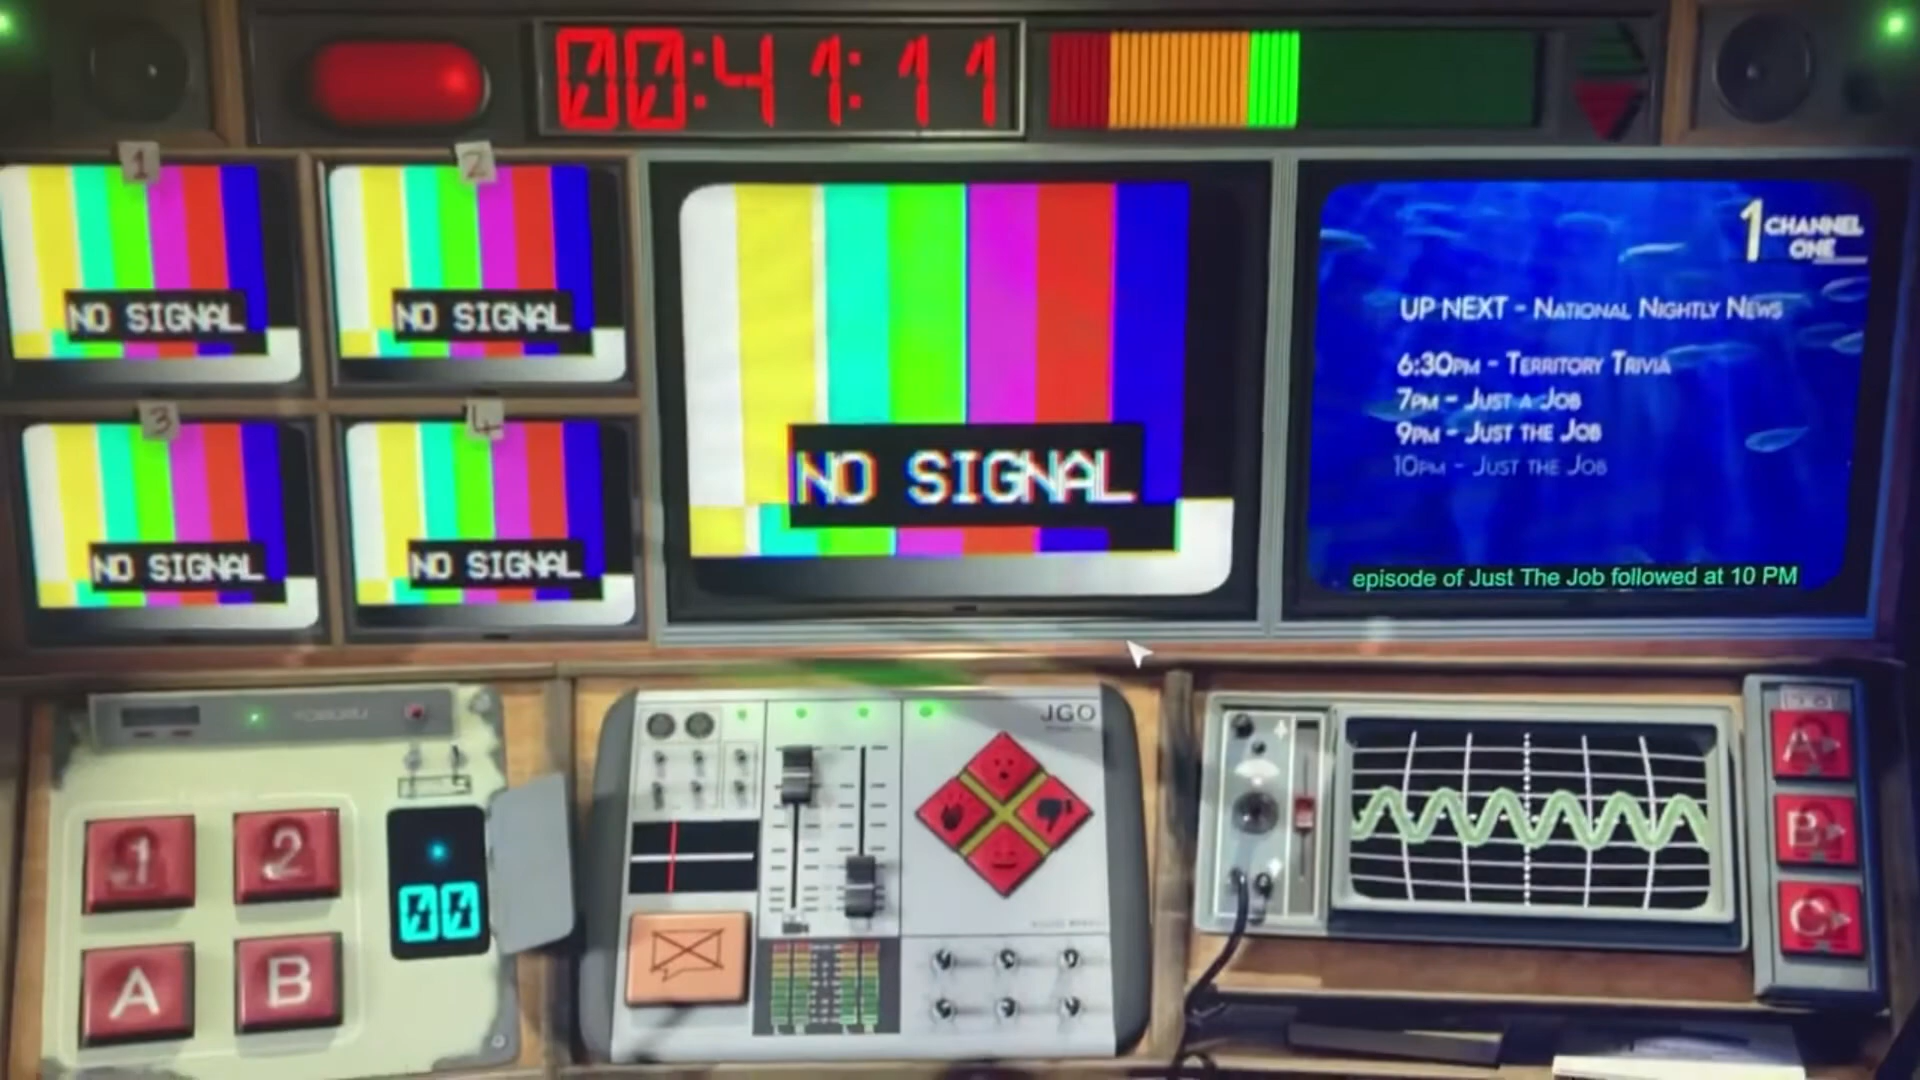 00:41:11
1
2
NO SIGNAL
NO SIGNAL
3
4
NO SIGNAL
NO SIGNAL
NO SIGNAL
1 CHANNEL
ONE
UP NEXT - NATIONAL NIGHTLY NEWS
6:30PM - TERRITORY TRIVIA
7PM - JUST A JOB
9PM - JUST THE JOB
10PM - JUST THE JOB
episode of Just The Job followed at 10 PM
1
2
A
B
00
JGO
A
B
C